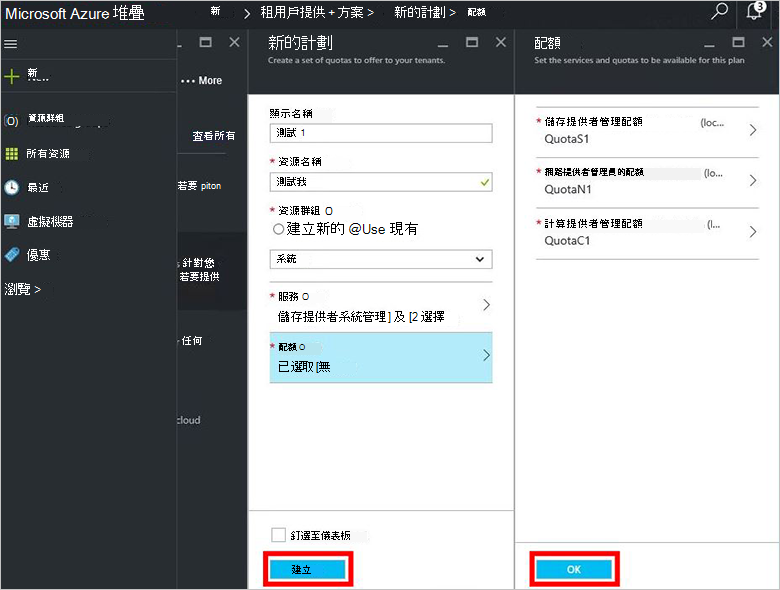 Microsoft Azure 堆疊
新
租用戶提供 + 方案 >
新的計劃 >
配額
3
新
資源群組
所有資源
最近
虛擬機器
優惠
瀏覽 >
More
查看所有
若要 piton
針對您
若要提供
任何
cloud
新的計劃
Create a set of quotas to offer to your tenants.
顯示名稱
測試 1
* 资源名稱
測試我
* 资源群組
建立新的 @Use 現有
系統
* 服務
儲存提供者系統管理] 及 [2 選擇
* 配額
已選取 [無
釘選至儀表板
建立
配額
Set the services and quotas to be available for this plan
* 儲存提供者管理配額 (loc...
QuotaS1
* 網路提供者管理員的配額 (lo...
QuotaN1
* 計算提供者管理配額 (l...
QuotaC1
OK